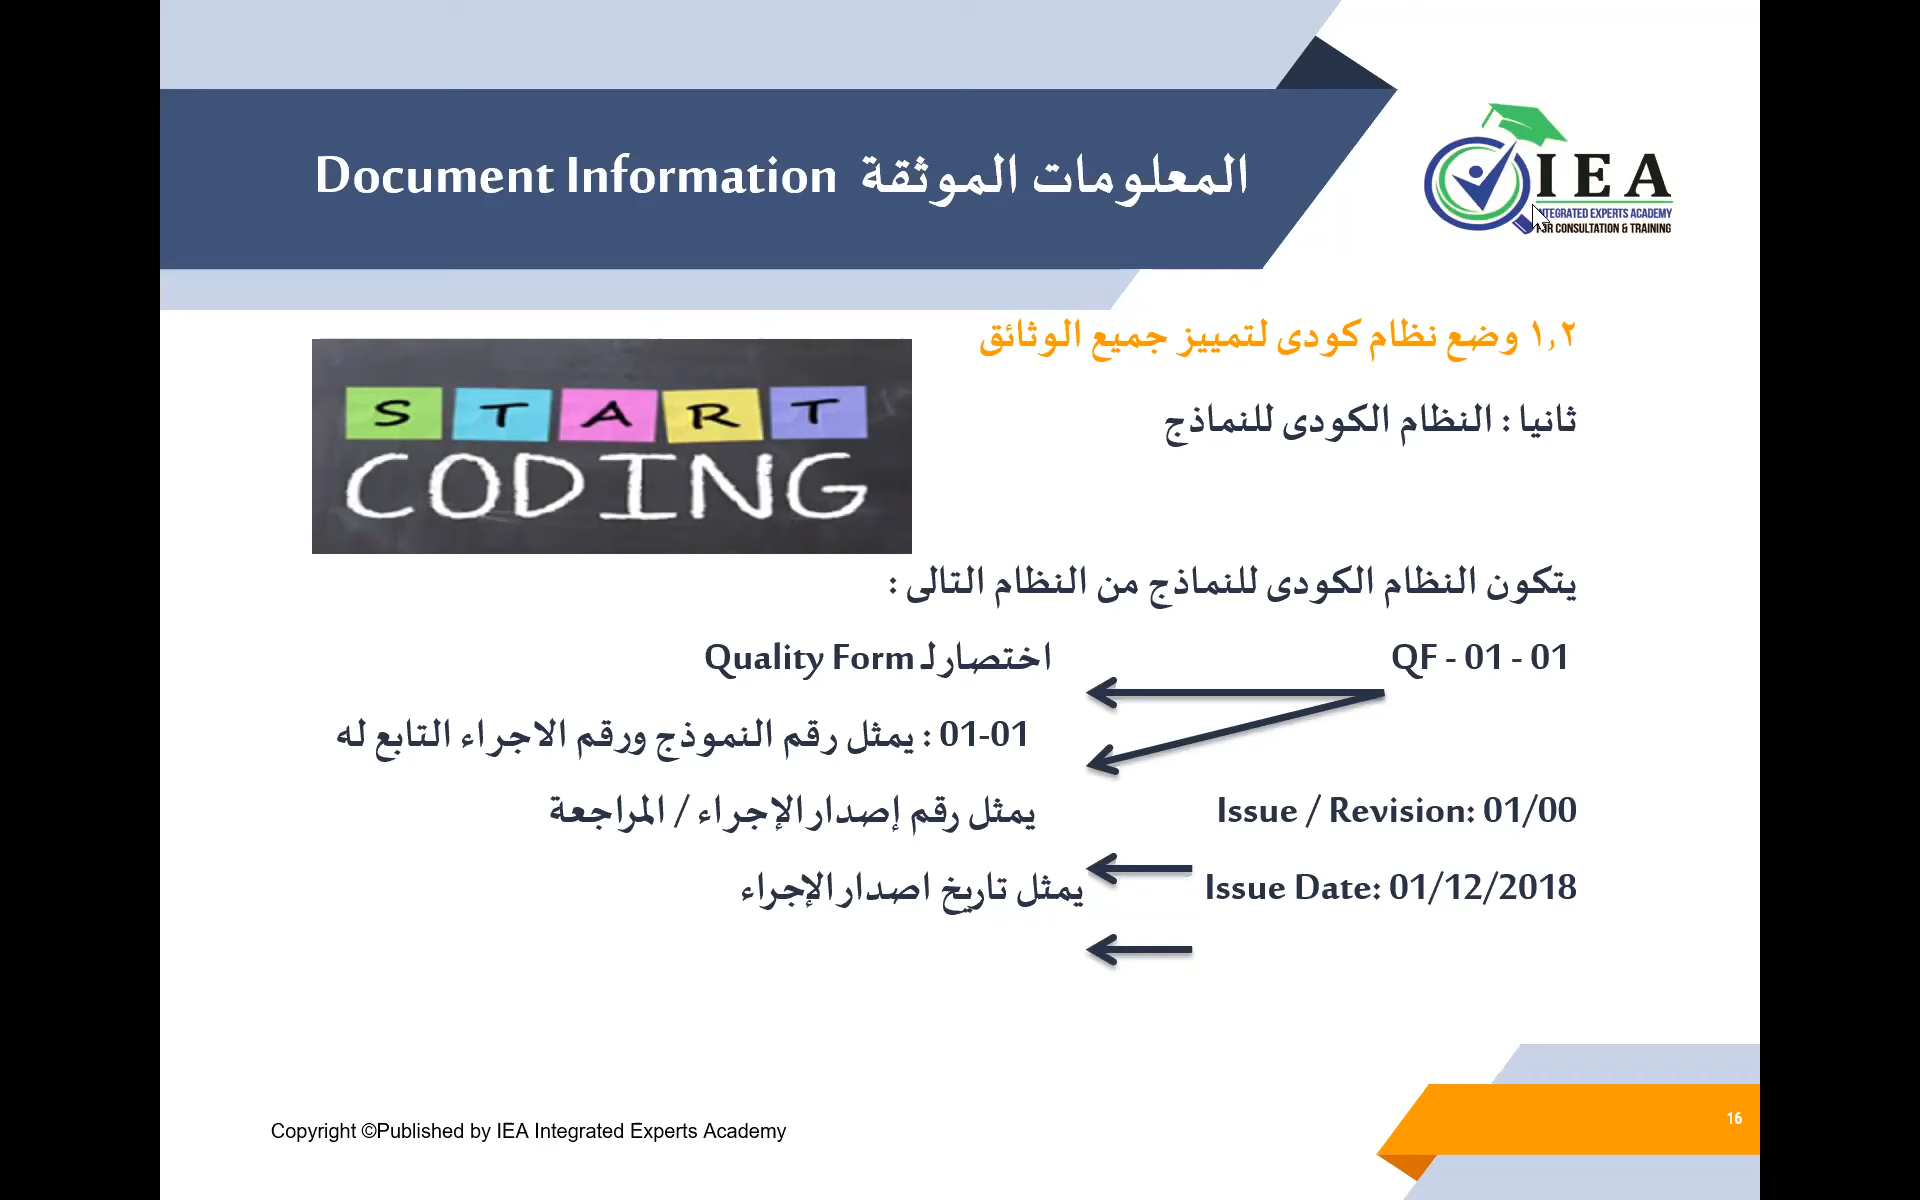 المعلومات الموثقة Document Information
IEA
INTEGRATED EXPERTS ACADEMY
FOR CONSULTATION & TRAINING
١,٢ وضع نظام كودى لتمييز جميع الوثائق
ثانيا : النظام الكودى للنماذج
START
CODING
يتكون النظام الكودى للنماذج من النظام التالى :
QF - 01 - 01 اختصار لـ Quality Form
01-01 : يمثل رقم النموذج ورقم الاجراء التابع له
Issue / Revision: 01/00 يمثل رقم إصدار الإجراء / المراجعة
Issue Date: 01/12/2018 يمثل تاريخ اصدار الإجراء
Copyright ©Published by IEA Integrated Experts Academy
16